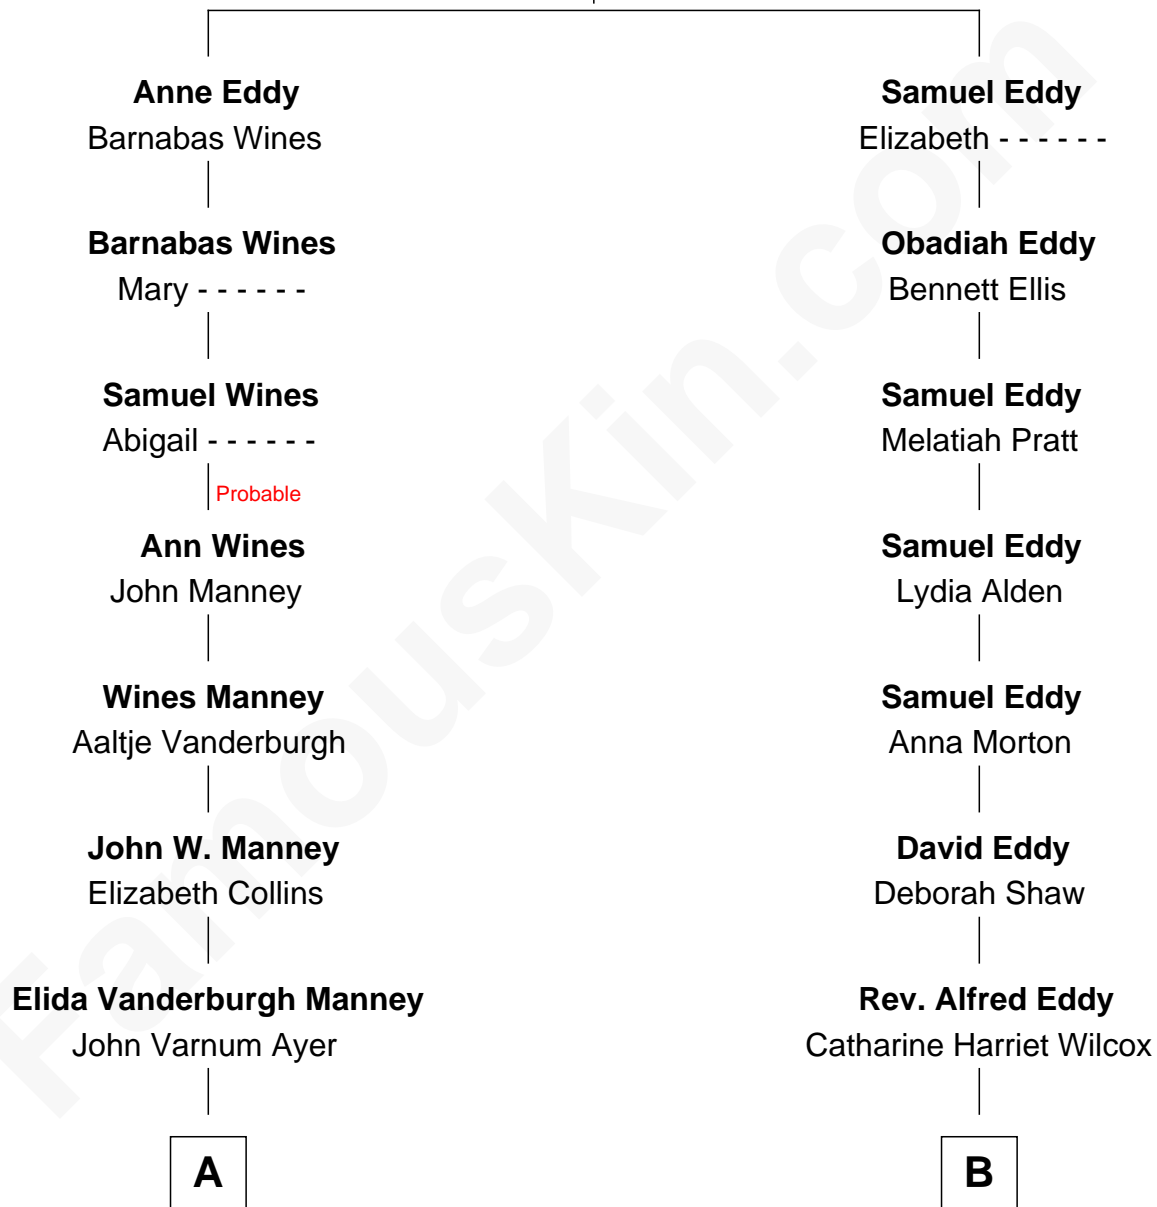 Anne Eddy
Barnabas Wines
Barnabas Wines
Mary - - - - - -
Samuel Wines
Abigail - - - - - -
Probable
Ann Wines
John Manney
Wines Manney
Aaltje Vanderburgh
John W. Manney
Elizabeth Collins
Elida Vanderburgh Manney
John Varnum Ayer
A
Samuel Eddy
Elizabeth - - - - - -
Obadiah Eddy
Bennett Ellis
Samuel Eddy
Melatiah Pratt
Samuel Eddy
Lydia Alden
Samuel Eddy
Anna Morton
David Eddy
Deborah Shaw
Rev. Alfred Eddy
Catharine Harriet Wilcox
B
FamousKin.com